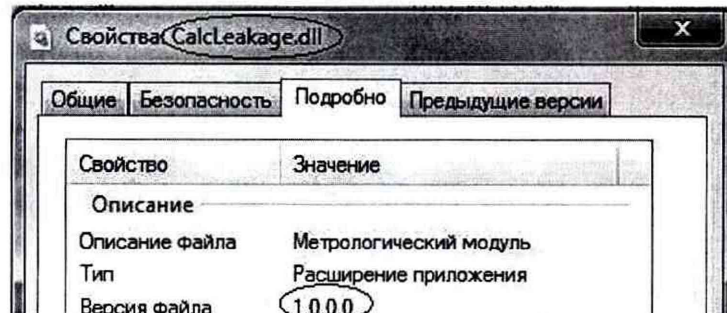 Свойства: CalcLeakage.dll
Общие Безопасность Подробно Предыдущие версии
Свойство Значение
Описание
Описание файла Метрологический модуль
Тип Расширение приложения
Версия файла 1.0.0.0